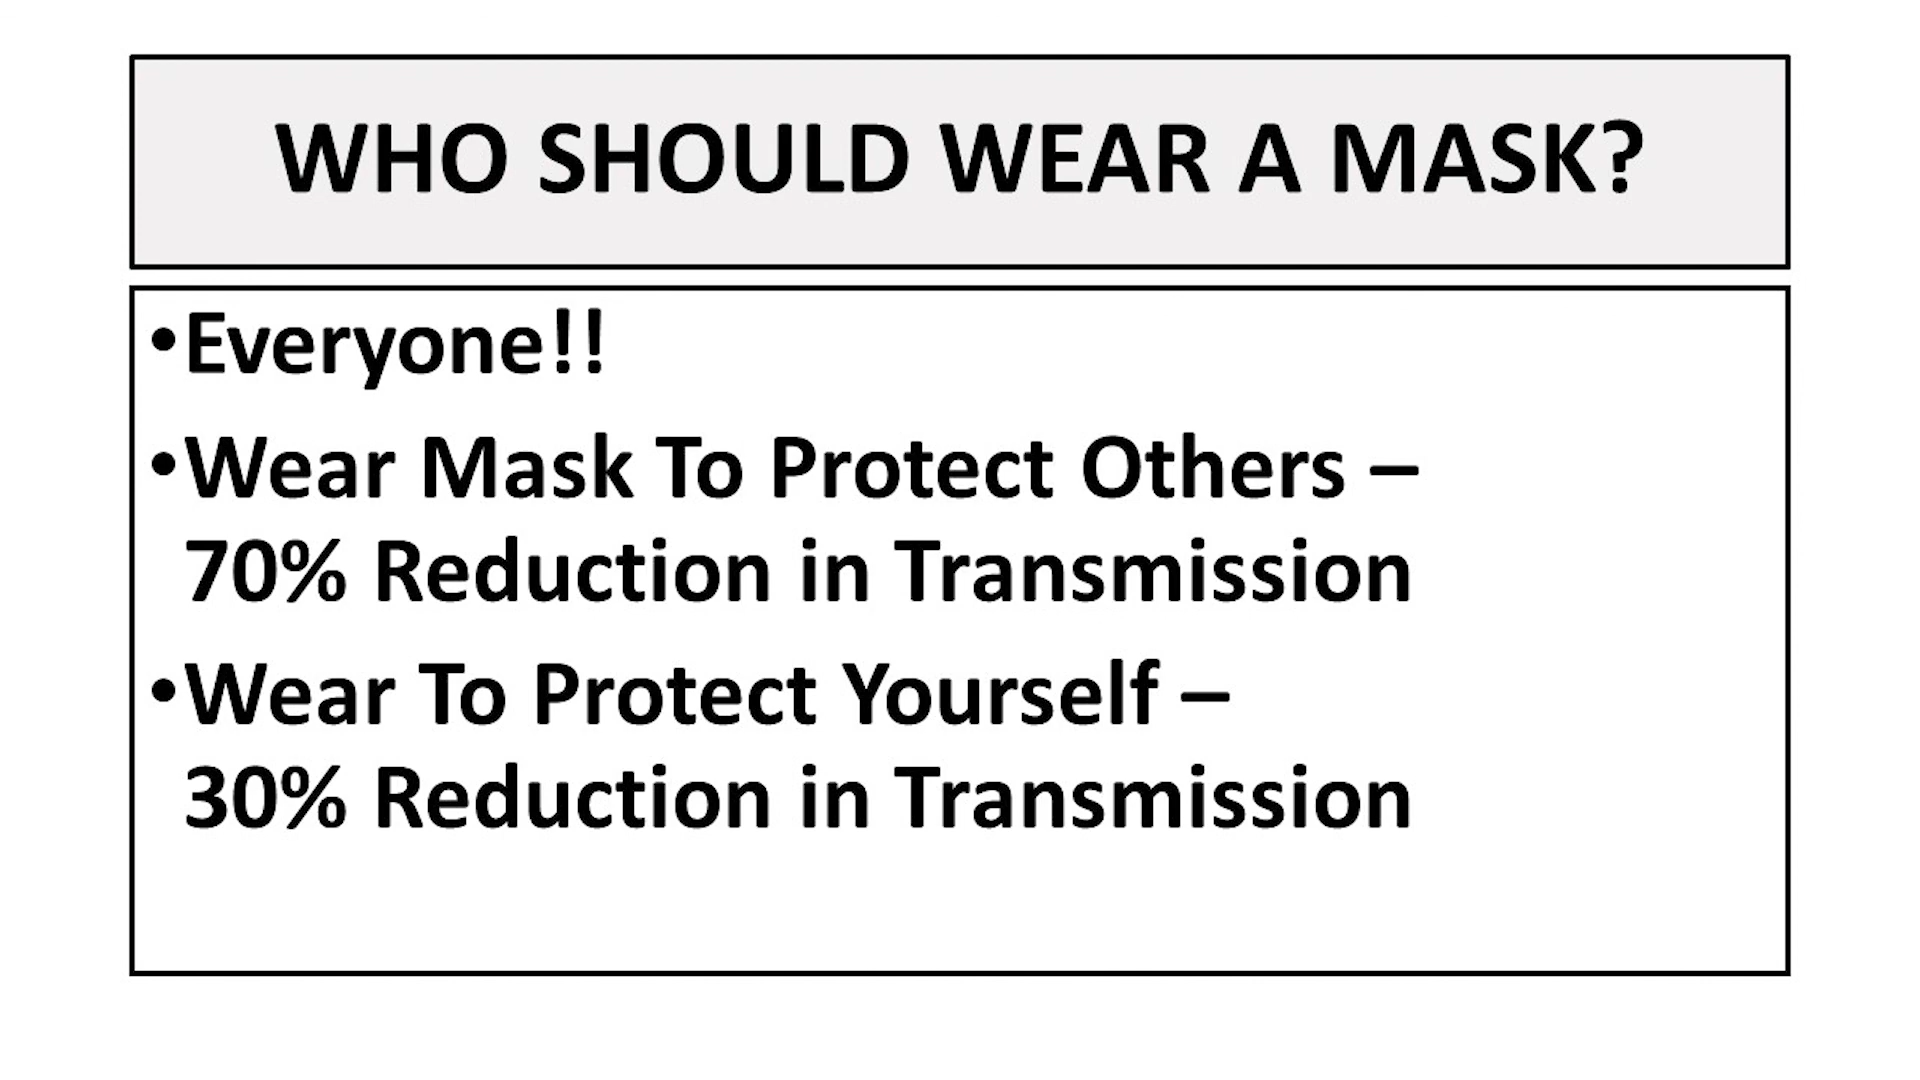 WHO SHOULD WEAR A MASK?
•Everyone!!
•Wear Mask To Protect Others –
70% Reduction in Transmission
•Wear To Protect Yourself –
30% Reduction in Transmission